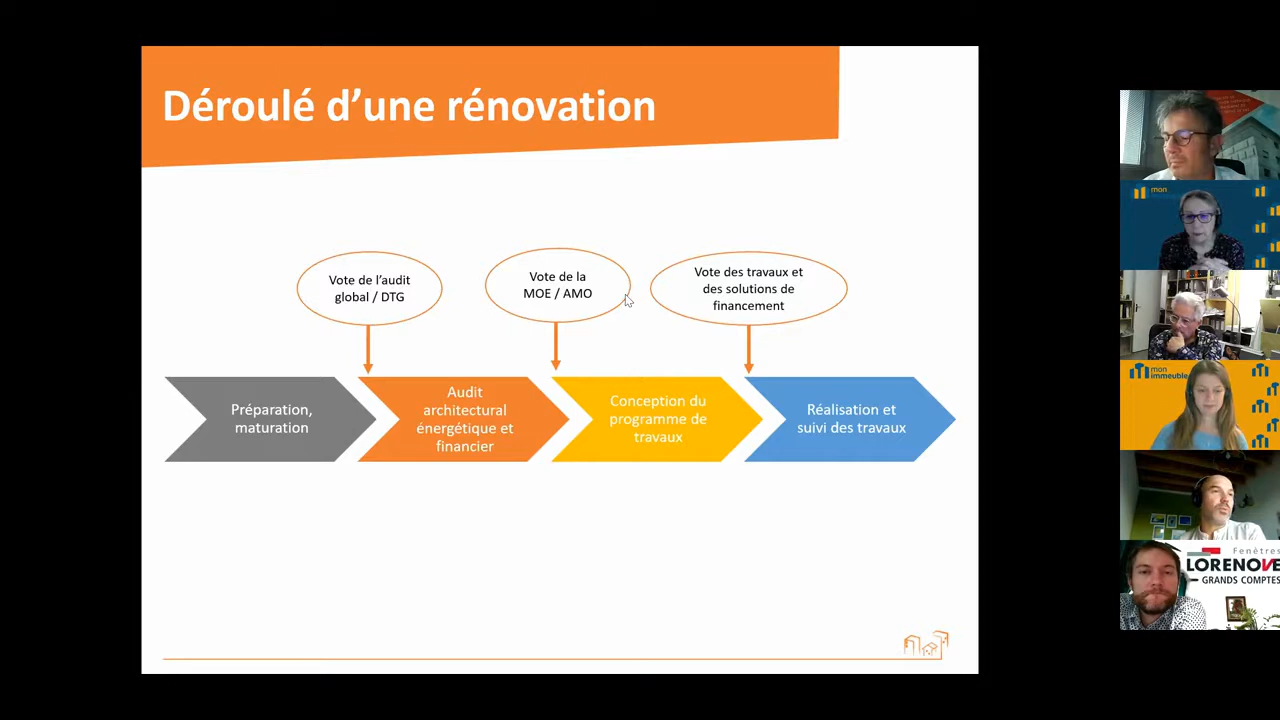 Déroulé d’une rénovation
Vote de l’audit
global / DTG
Vote de la
MOE / AMO
Vote des travaux et
des solutions de
financement
Préparation,
maturation
Audit
architectural
énergétique et
financier
Conception du
programme de
travaux
Réalisation et
suivi des travaux
mon
mon
immeuble
Fenêtres
LORENOVE
GRANDS COMPTES